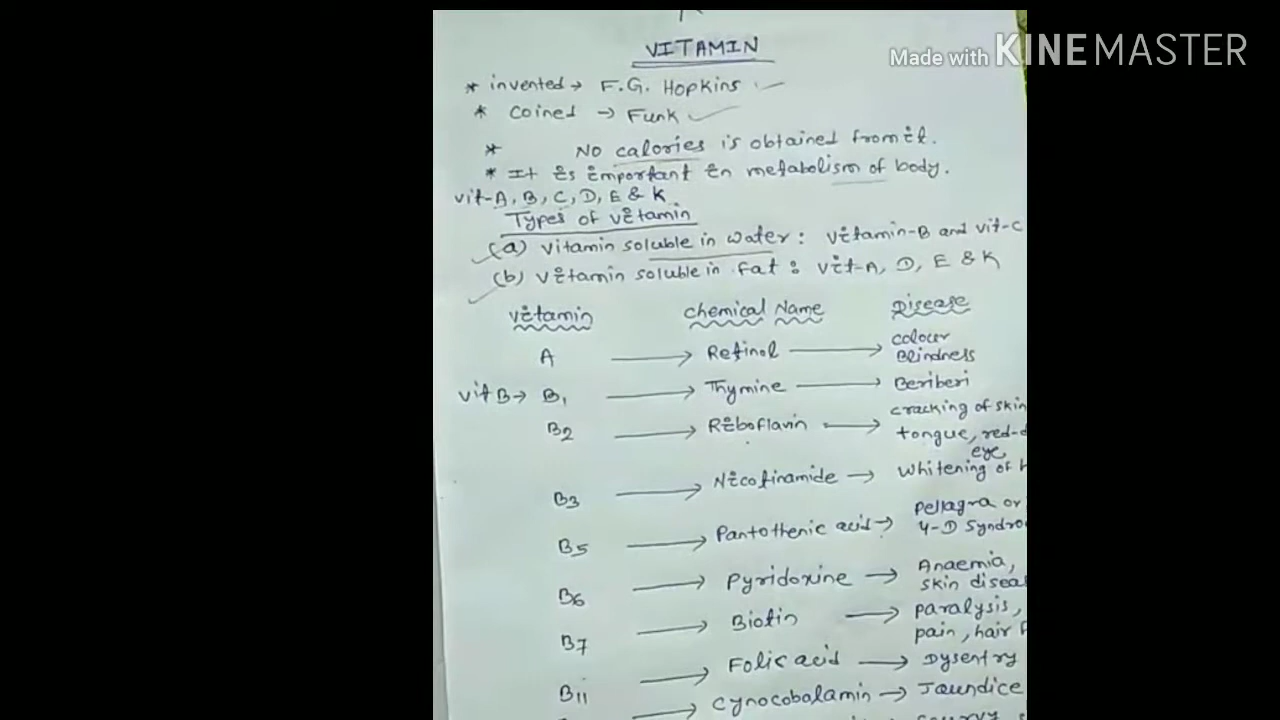 Made with KINEMASTER
VITAMIN
* invented → F.G. Hopkins
* coined → Funk
* No calories is obtained from it.
* It is important in metabolism of body.
vit-A, B, C, D, E & K
Types of vitamin
(a) vitamin soluble in water : vitamin-B and vit-C
(b) vitamin soluble in fat : vit-A, D, E & K
vitamin chemical Name Disease
A → Retinol → colour
Blindness
vit B → B1 → Thymine → Beriberi
B2 → Riboflavin → cracking of skin
tongue, red-
eye
B3 → Nicotinamide → whitening of
B5 → Pantothenic acid → pellagra or
4-D Syndro
B6 → pyridoxine → Anaemia,
skin disea
B7 → Biotin → paralysis,
pain, hair
B11 → Folic acid → Dysentry
→ cynocobalamin → Jaundice
scurvy